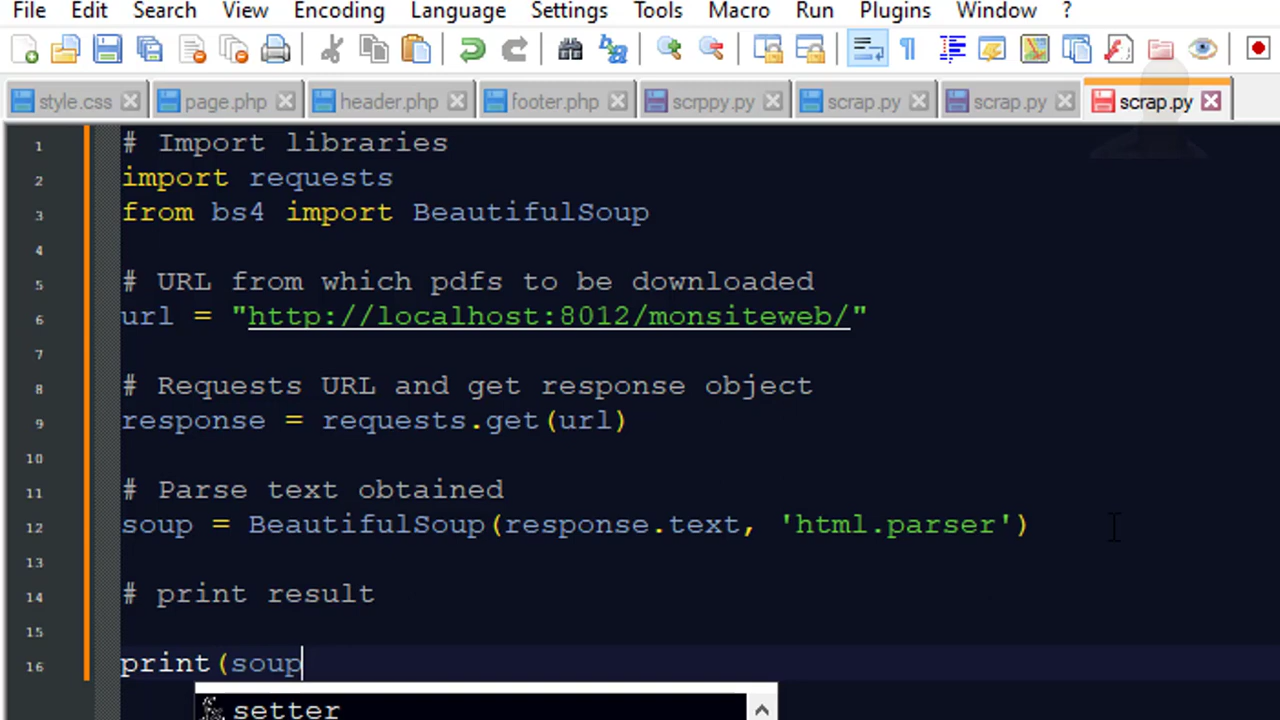 File Edit Search View Encoding Language Settings Tools Macro Run Plugins Window ?
style.css page.php header.php footer.php scrppy.py scrap.py scrap.py scrap.py
1 # Import libraries
2 import requests
3 from bs4 import BeautifulSoup
4
5 # URL from which pdfs to be downloaded
6 url = "http://localhost:8012/monsiteweb/"
7
8 # Requests URL and get response object
9 response = requests.get(url)
10
11 # Parse text obtained
12 soup = BeautifulSoup(response.text, 'html.parser')
13
14 # print result
15
16 print(soup
setter